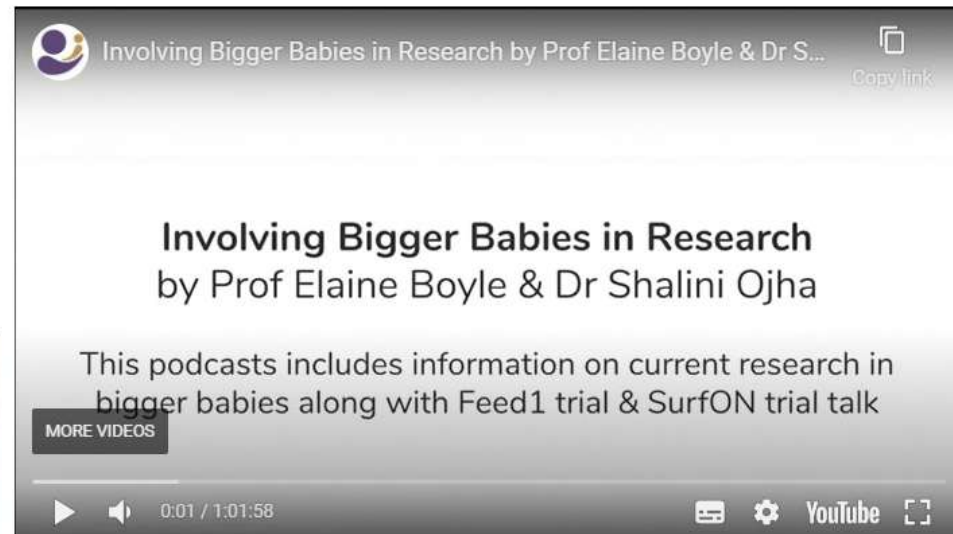 Involving Bigger Babies in Research by Prof Elaine Boyle & Dr S...
Copy link
Involving Bigger Babies in Research
by Prof Elaine Boyle & Dr Shalini Ojha
This podcasts includes information on current research in
bigger babies along with Feed1 trial & SurfON trial talk
MORE VIDEOS
0:01 / 1:01:58
YouTube